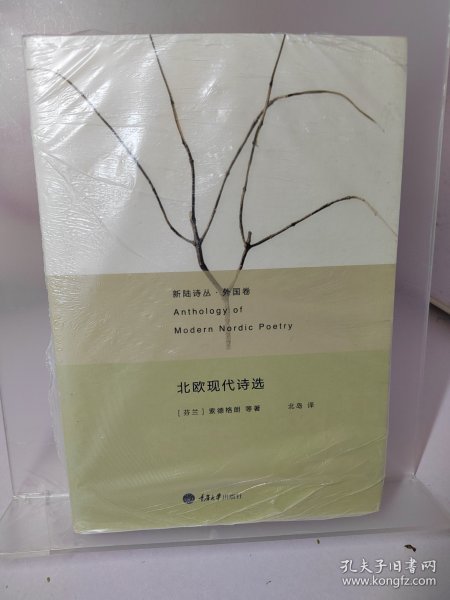 新陆诗丛·外国卷
Anthology of
Modern Nordic Poetry
北欧现代诗选
［芬兰］索德格朗 等著 北岛 译
重庆大学出版社
孔夫子旧书网
www.kongfz.com